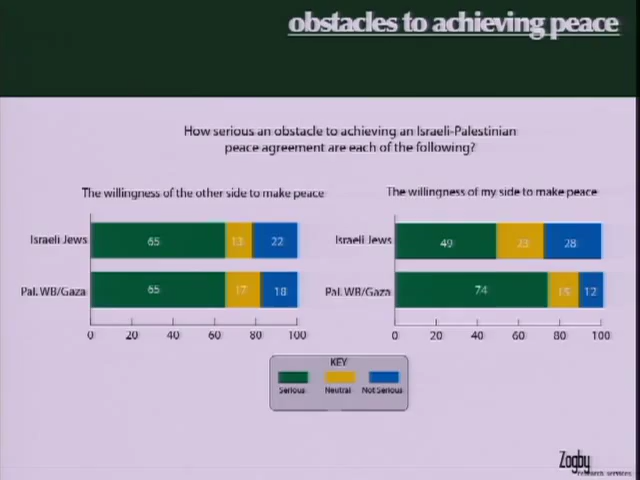 obstacles to achieving peace
How serious an obstacle to achieving an Israeli-Palestinian
peace agreement are each of the following?
The willingness of the other side to make peace
Israeli Jews 65 13 22
Pal. WB/Gaza 65 17 18
0 20 40 60 80 100
The willingness of my side to make peace
Israeli Jews 49 23 28
Pal. WB/Gaza 74 15 12
0 20 40 60 80 100
KEY
Serious Neutral Not Serious
Zogby
research services